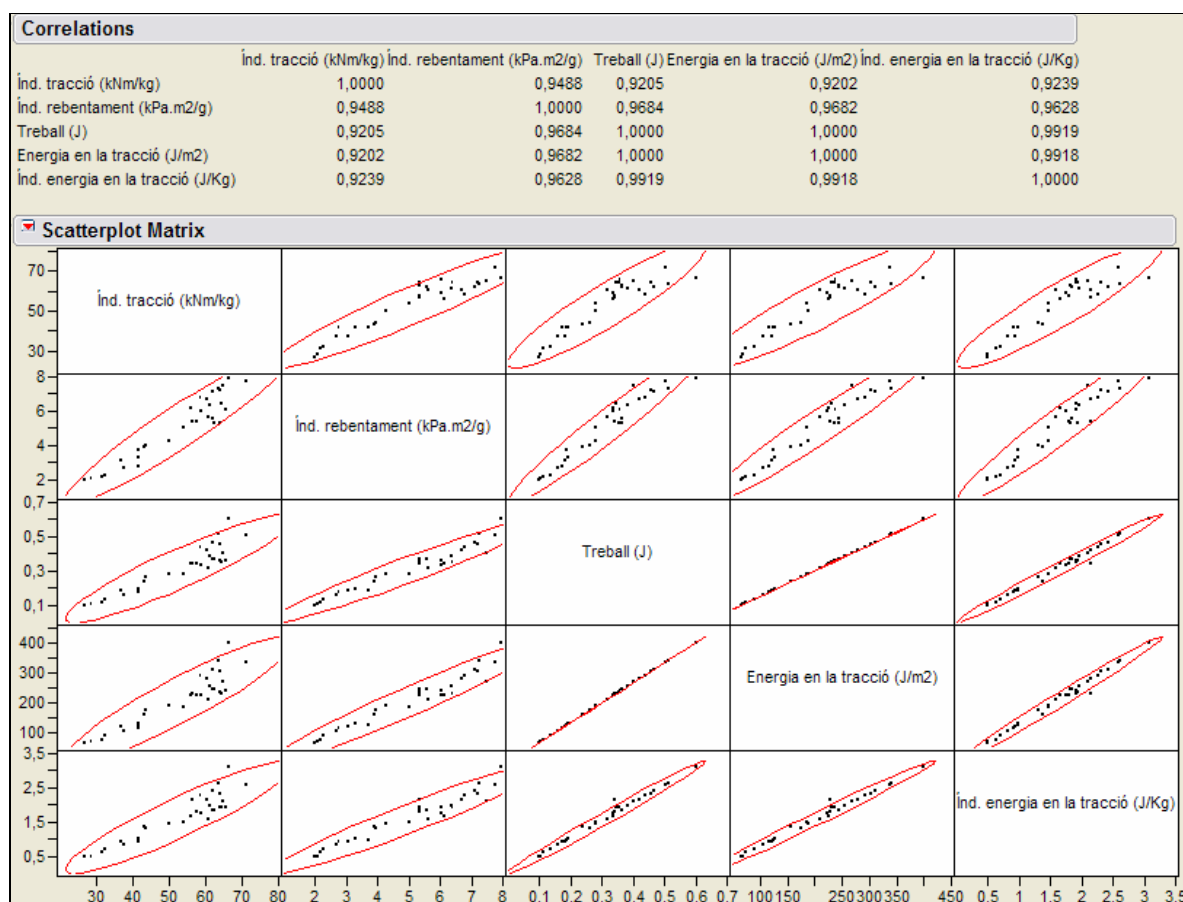 Correlations
Índ. tracció (kNm/kg) Índ. rebentament (kPa.m2/g) Treball (J) Energia en la tracció (J/m2) Índ. energia en la tracció (J/Kg)
Índ. tracció (kNm/kg) 1,0000 0,9488 0,9205 0,9202 0,9239
Índ. rebentament (kPa.m2/g) 0,9488 1,0000 0,9684 0,9682 0,9628
Treball (J) 0,9205 0,9684 1,0000 1,0000 0,9919
Energia en la tracció (J/m2) 0,9202 0,9682 1,0000 1,0000 0,9918
Índ. energia en la tracció (J/Kg) 0,9239 0,9628 0,9919 0,9918 1,0000
Scatterplot Matrix
70
50
30
Índ. tracció (kNm/kg)
8
6
4
2
Índ. rebentament (kPa.m2/g)
0,7
0,5
0,3
0,1
Treball (J)
400
300
200
100
Energia en la tracció (J/m2)
3,5
2,5
1,5
0,5
Índ. energia en la tracció (J/Kg)
30 40 50 60 70 80 2 3 4 5 6 7 8 0,1 0,2 0,3 0,4 0,5 0,6 0,7 100 150 250 300 350 450 0,5 1 1,5 2 2,5 3 3,5